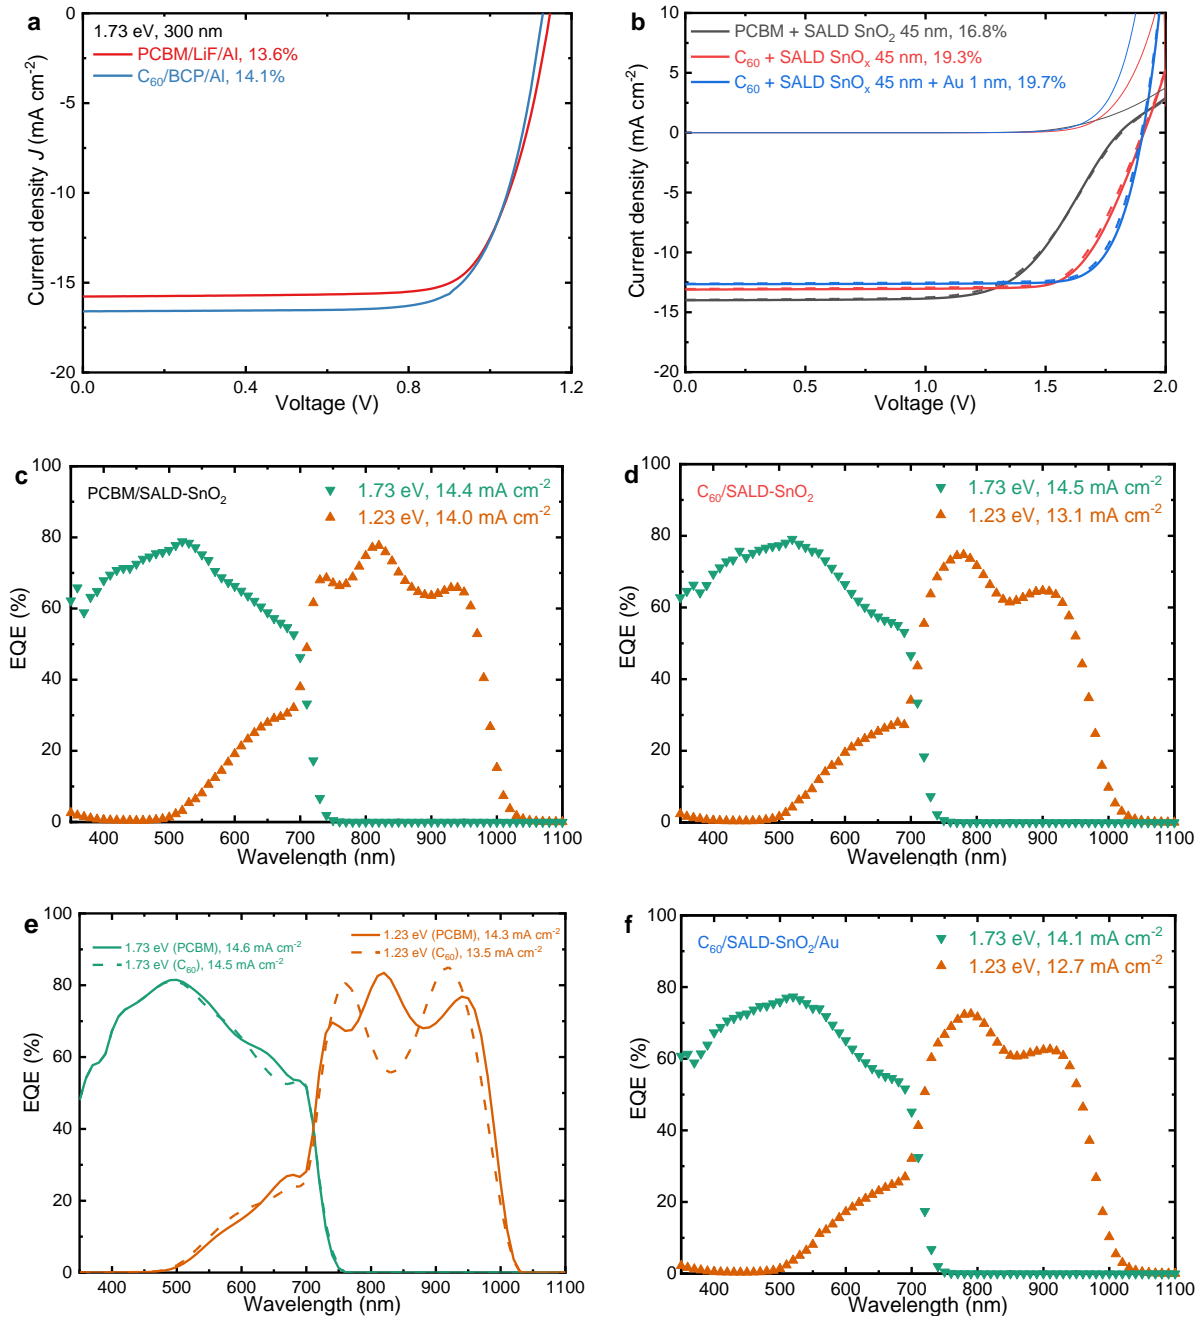 a
1.73 eV, 300 nm
PCBM/LiF/Al, 13.6%
C₆₀/BCP/Al, 14.1%
0
-5
-10
-15
-20
0.0
0.4
0.8
1.2
Voltage (V)
Current density J (mA cm⁻²)
b
PCBM + SALD SnO₂ 45 nm, 16.8%
C₆₀ + SALD SnOₓ 45 nm, 19.3%
C₆₀ + SALD SnOₓ 45 nm + Au 1 nm, 19.7%
10
5
0
-5
-10
-15
-20
0.0
0.5
1.0
1.5
2.0
Voltage (V)
Current density (mA cm⁻²)
c
PCBM/SALD-SnO₂
1.73 eV, 14.4 mA cm⁻²
1.23 eV, 14.0 mA cm⁻²
100
80
60
40
20
0
400
500
600
700
800
900
1000
1100
Wavelength (nm)
EQE (%)
d
C₆₀/SALD-SnO₂
1.73 eV, 14.5 mA cm⁻²
1.23 eV, 13.1 mA cm⁻²
100
80
60
40
20
0
400
500
600
700
800
900
1000
1100
Wavelength (nm)
EQE (%)
e
1.73 eV (PCBM), 14.6 mA cm⁻²
1.73 eV (C₆₀), 14.5 mA cm⁻²
1.23 eV (PCBM), 14.3 mA cm⁻²
1.23 eV (C₆₀), 13.5 mA cm⁻²
100
80
60
40
20
0
400
500
600
700
800
900
1000
1100
Wavelength (nm)
EQE (%)
f
C₆₀/SALD-SnO₂/Au
1.73 eV, 14.1 mA cm⁻²
1.23 eV, 12.7 mA cm⁻²
100
80
60
40
20
0
400
500
600
700
800
900
1000
1100
Wavelength (nm)
EQE (%)